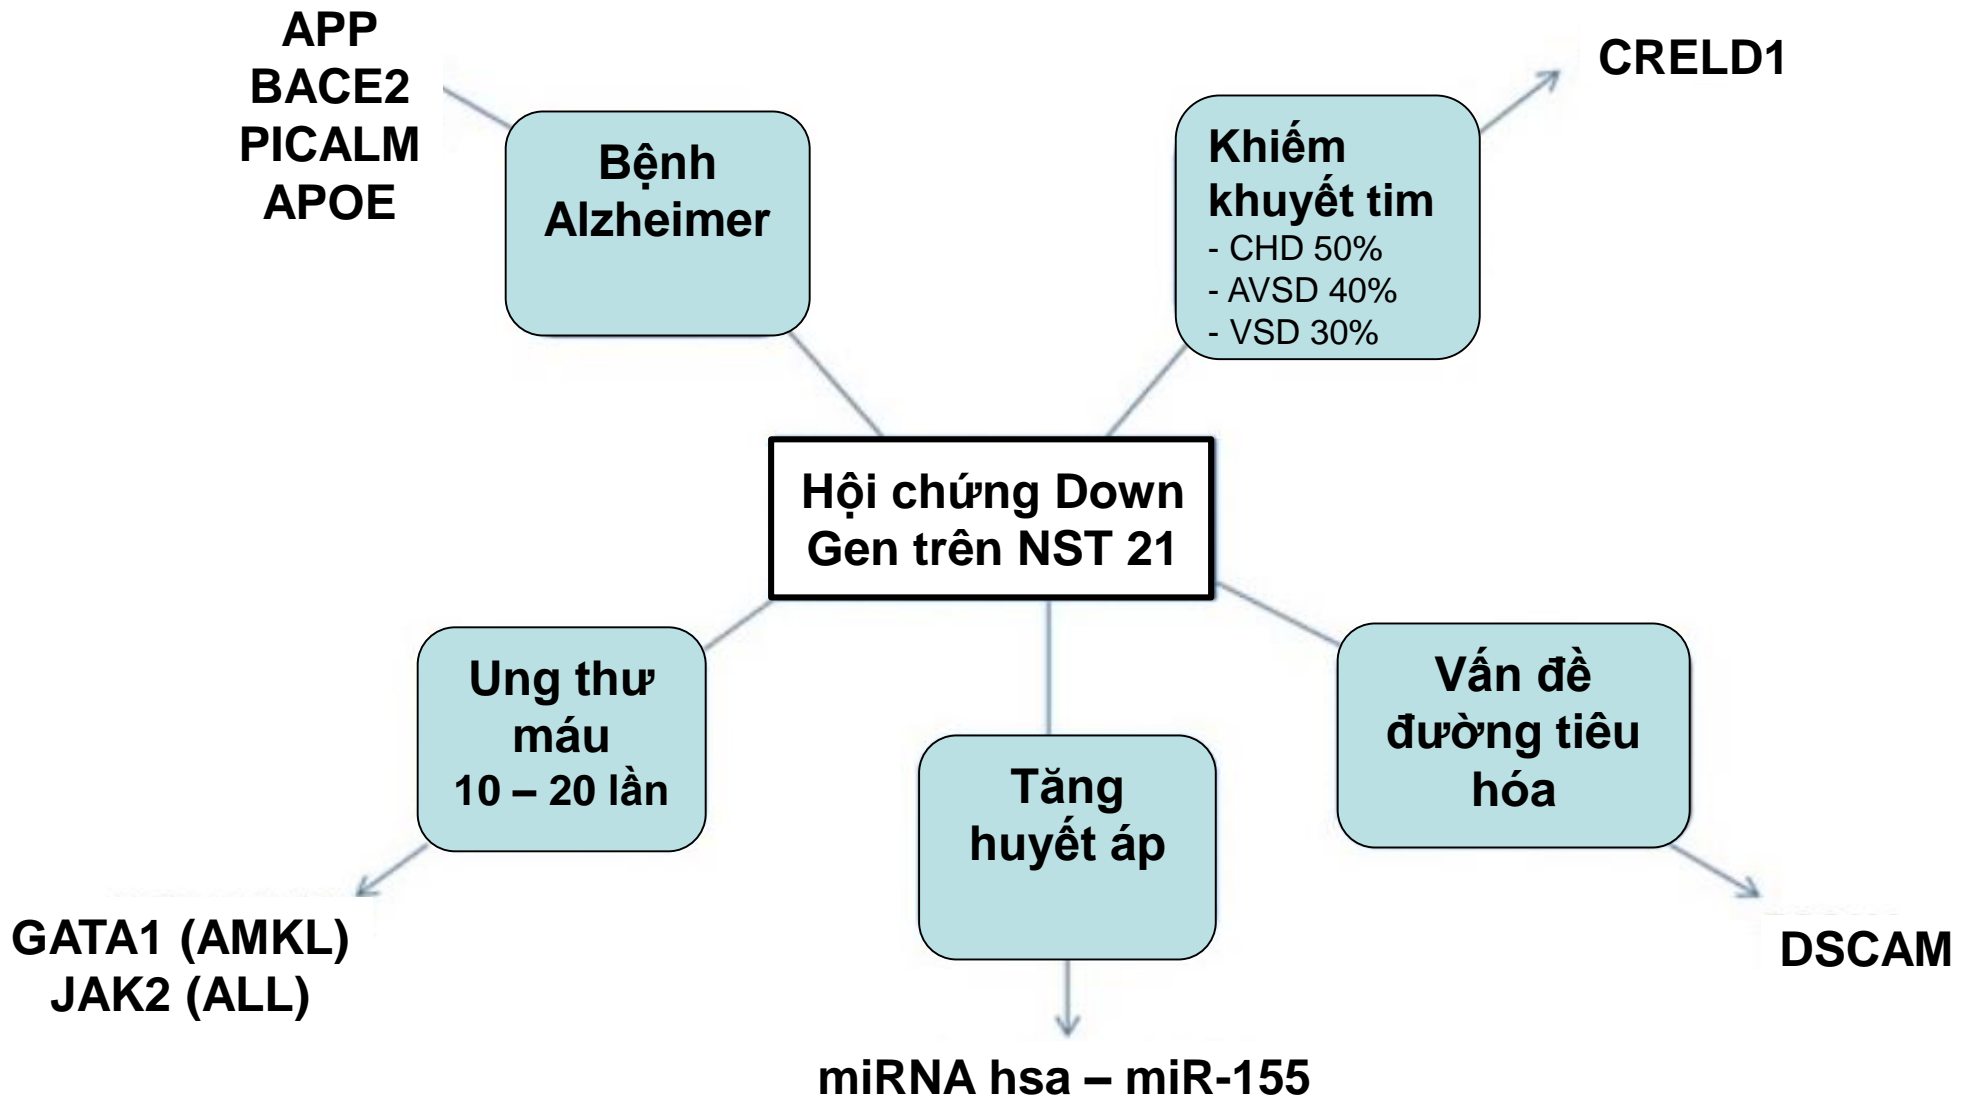 APP
BACE2
PICALM
APOE
Bệnh
Alzheimer
Khiếm
khuyết tim
- CHD 50%
- AVSD 40%
- VSD 30%
CRELD1
Hội chứng Down
Gen trên NST 21
Ung thư
máu
10 – 20 lần
GATA1 (AMKL)
JAK2 (ALL)
Tăng
huyết áp
miRNA hsa – miR-155
Vấn đề
đường tiêu
hóa
DSCAM